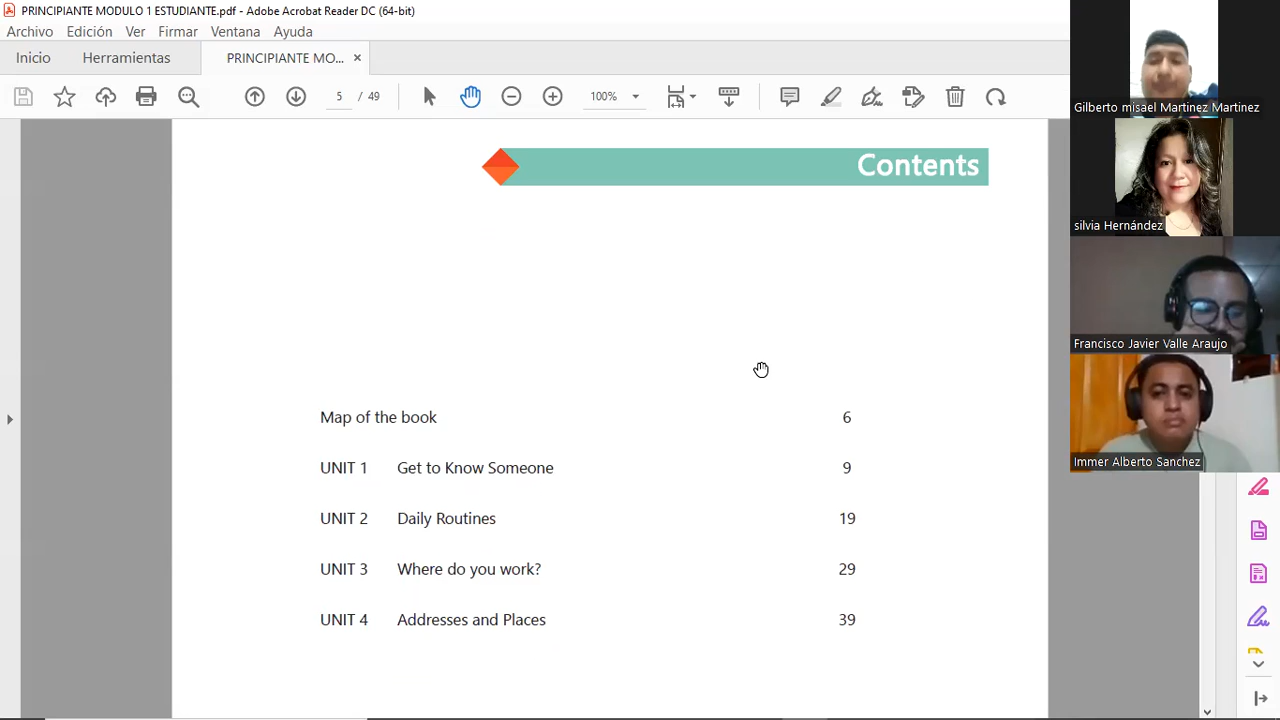 PRINCIPIANTE MODULO 1 ESTUDIANTE.pdf - Adobe Acrobat Reader DC (64-bit)
Archivo Edición Ver Firmar Ventana Ayuda
Inicio Herramientas PRINCIPIANTE MO... ×
5 / 49 100%
Contents
Map of the book 6
UNIT 1 Get to Know Someone 9
UNIT 2 Daily Routines 19
UNIT 3 Where do you work? 29
UNIT 4 Addresses and Places 39
Gilberto misael Martinez Martinez
silvia Hernández
Francisco Javier Valle Araujo
Immer Alberto Sanchez